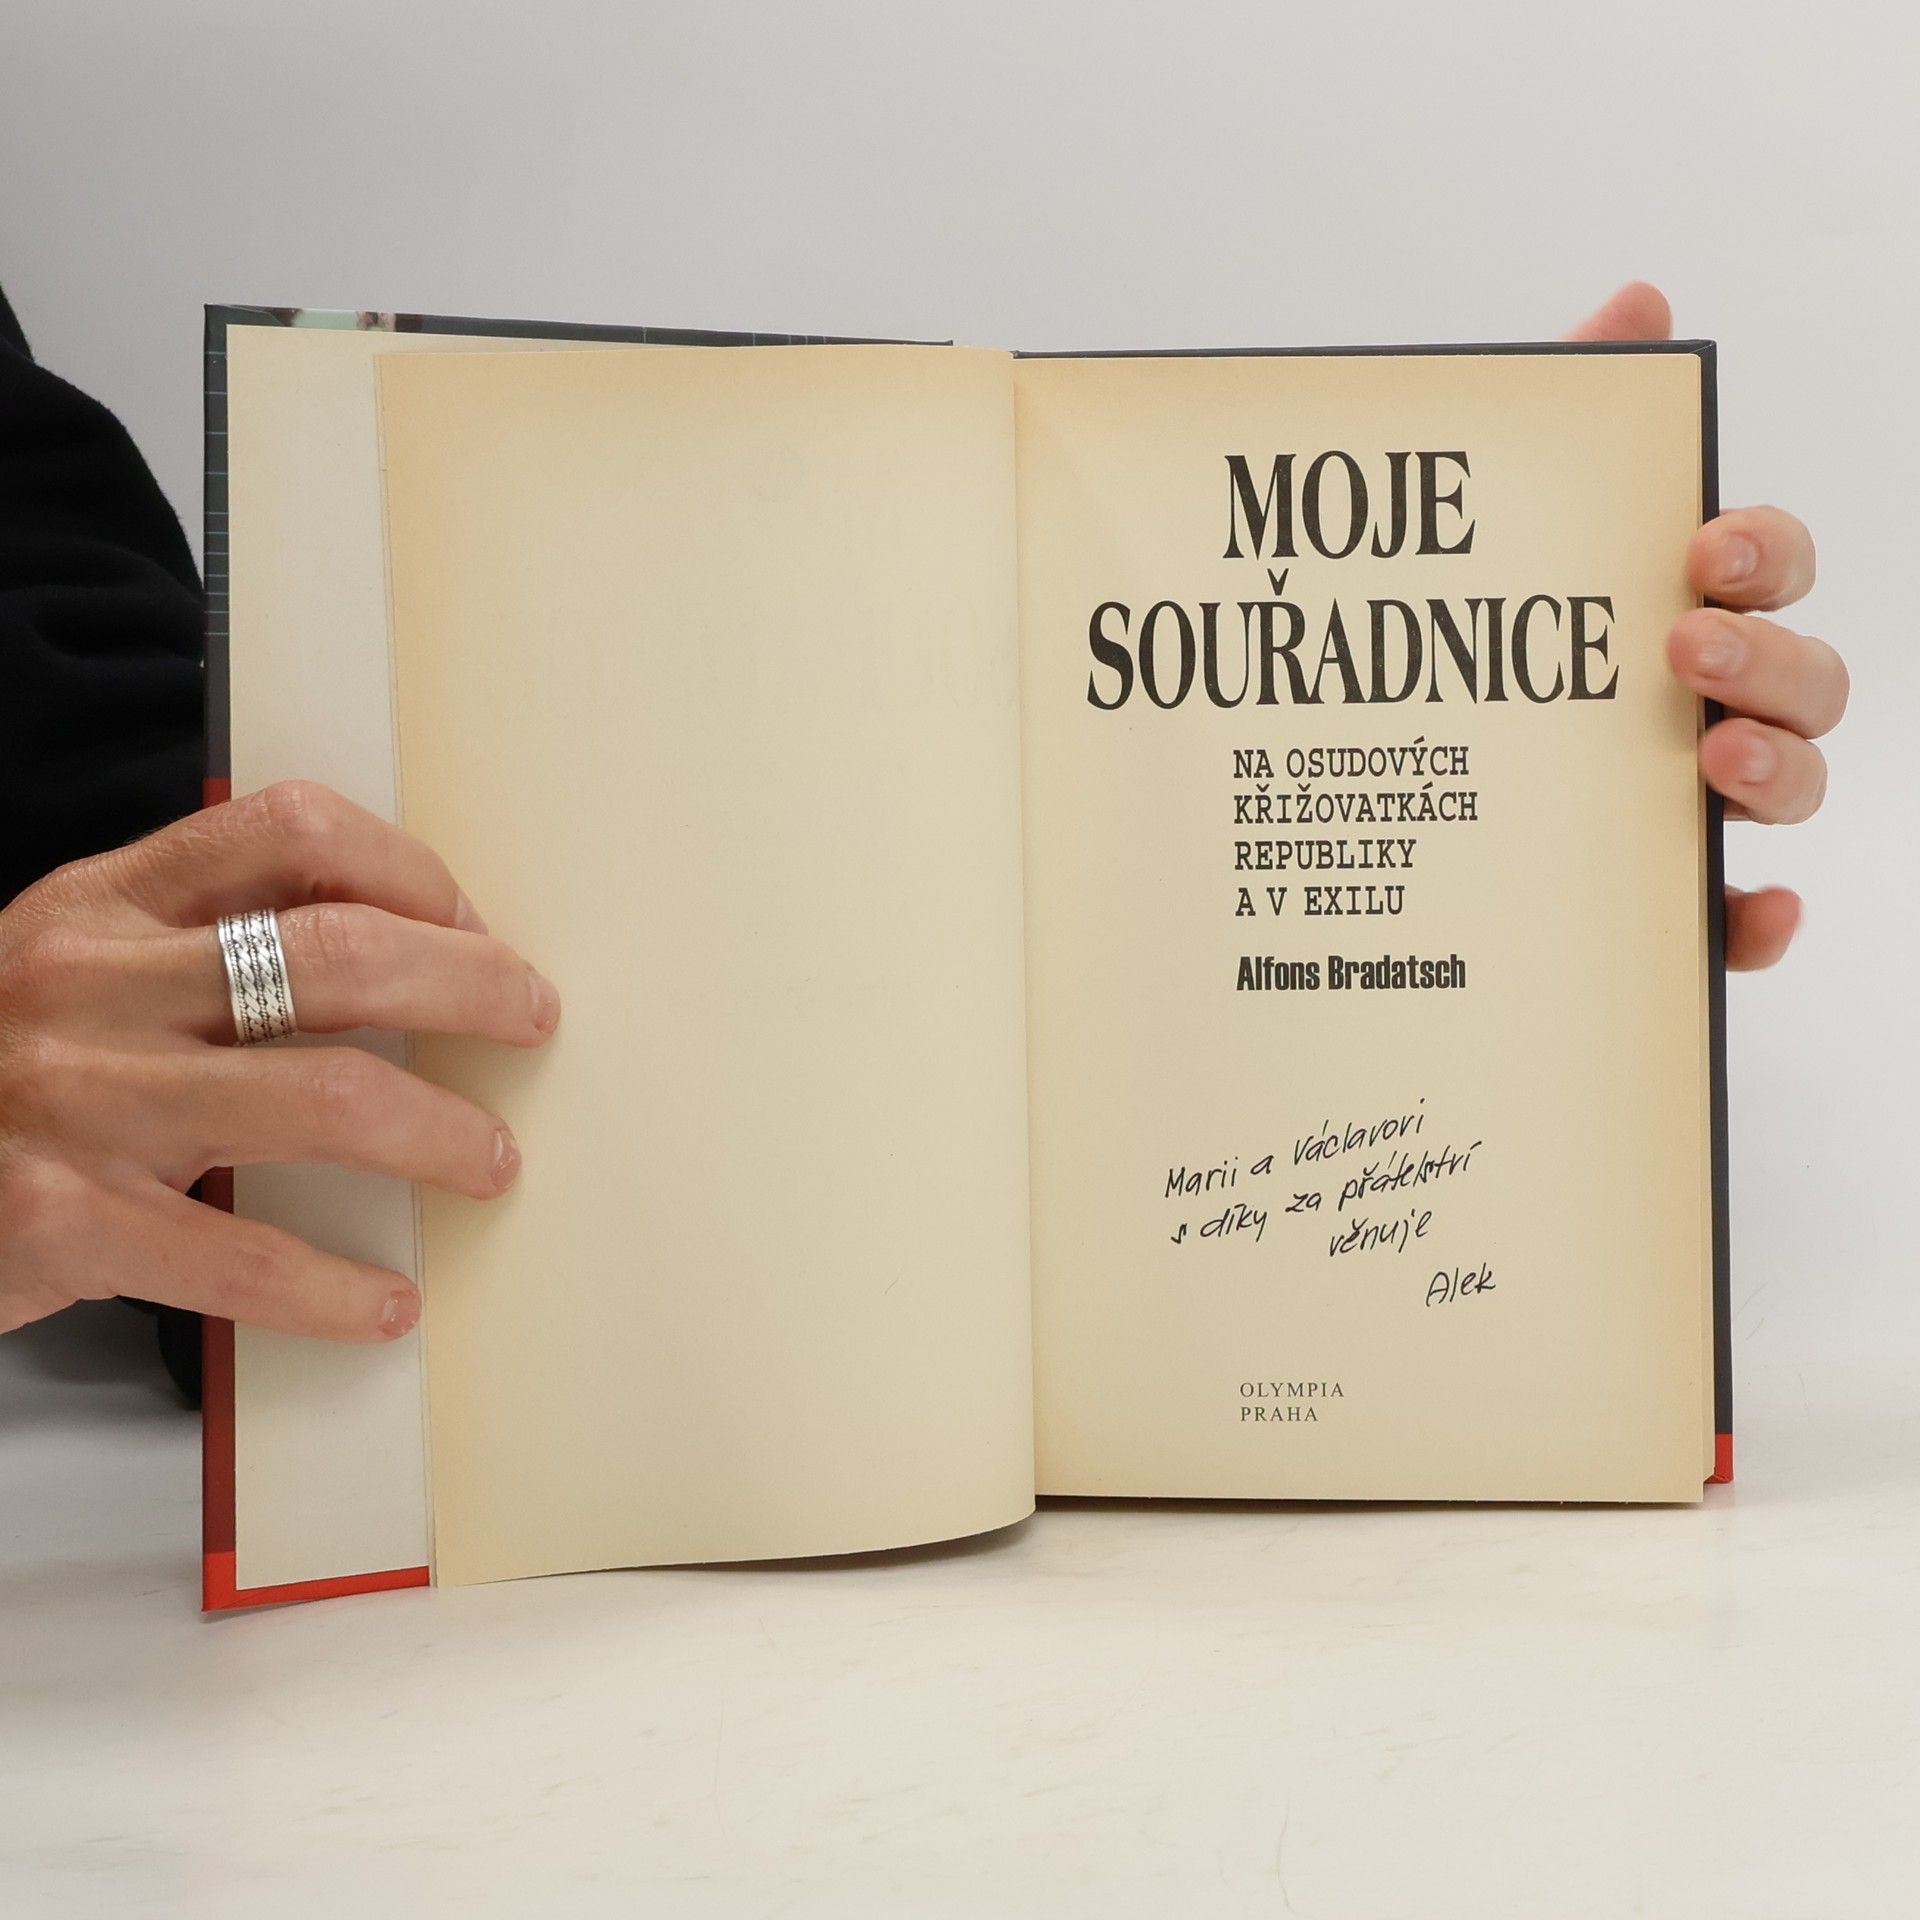 MOJE
SOUŘADNICE
NA OSUDOVÝCH
KŘIŽOVATKÁCH
REPUBLIKY
A V EXILU
Alfons Bradatsch
Marii a Václavovi
s díky za přátelství
věnuje
Alek
OLYMPIA
PRAHA